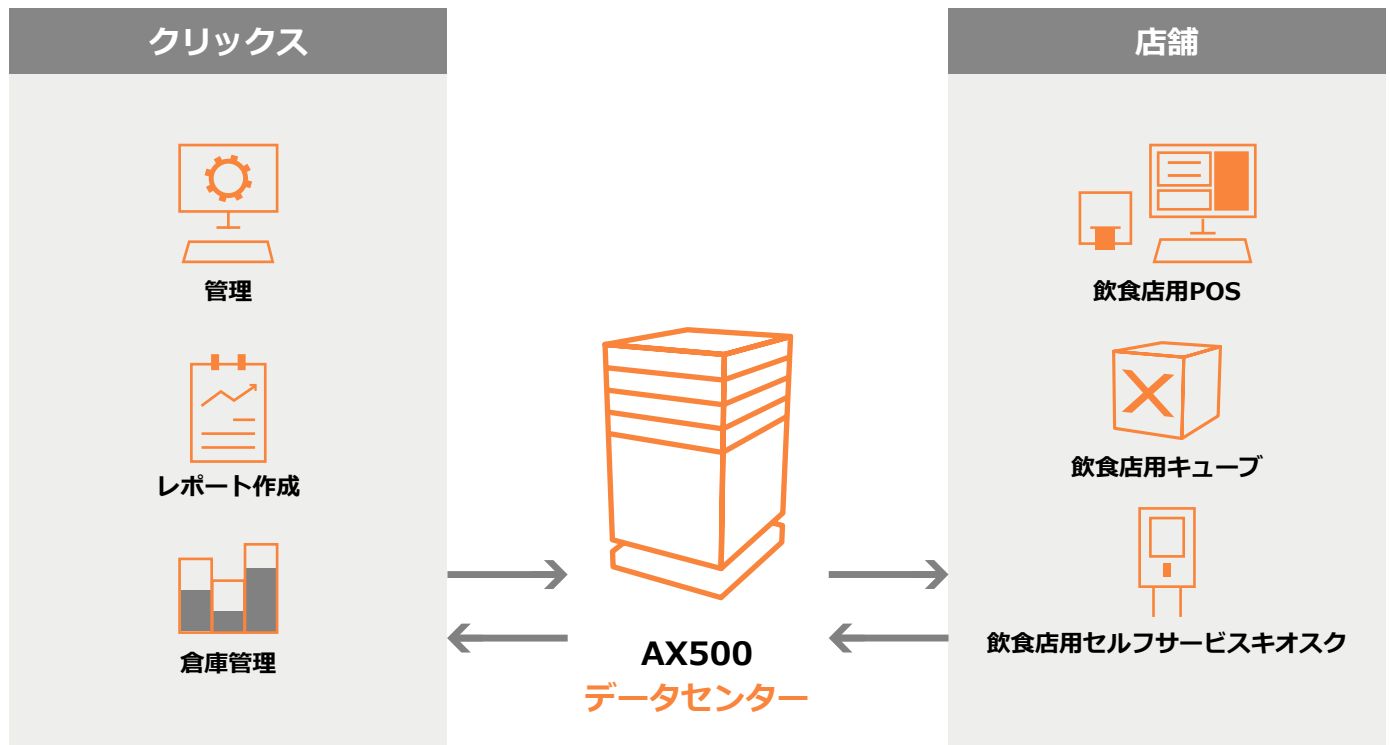 クリックス
管理
レポート作成
倉庫管理
AX500
データセンター
店舗
飲食店用POS
飲食店用キューブ
飲食店用セルフサービスキオスク